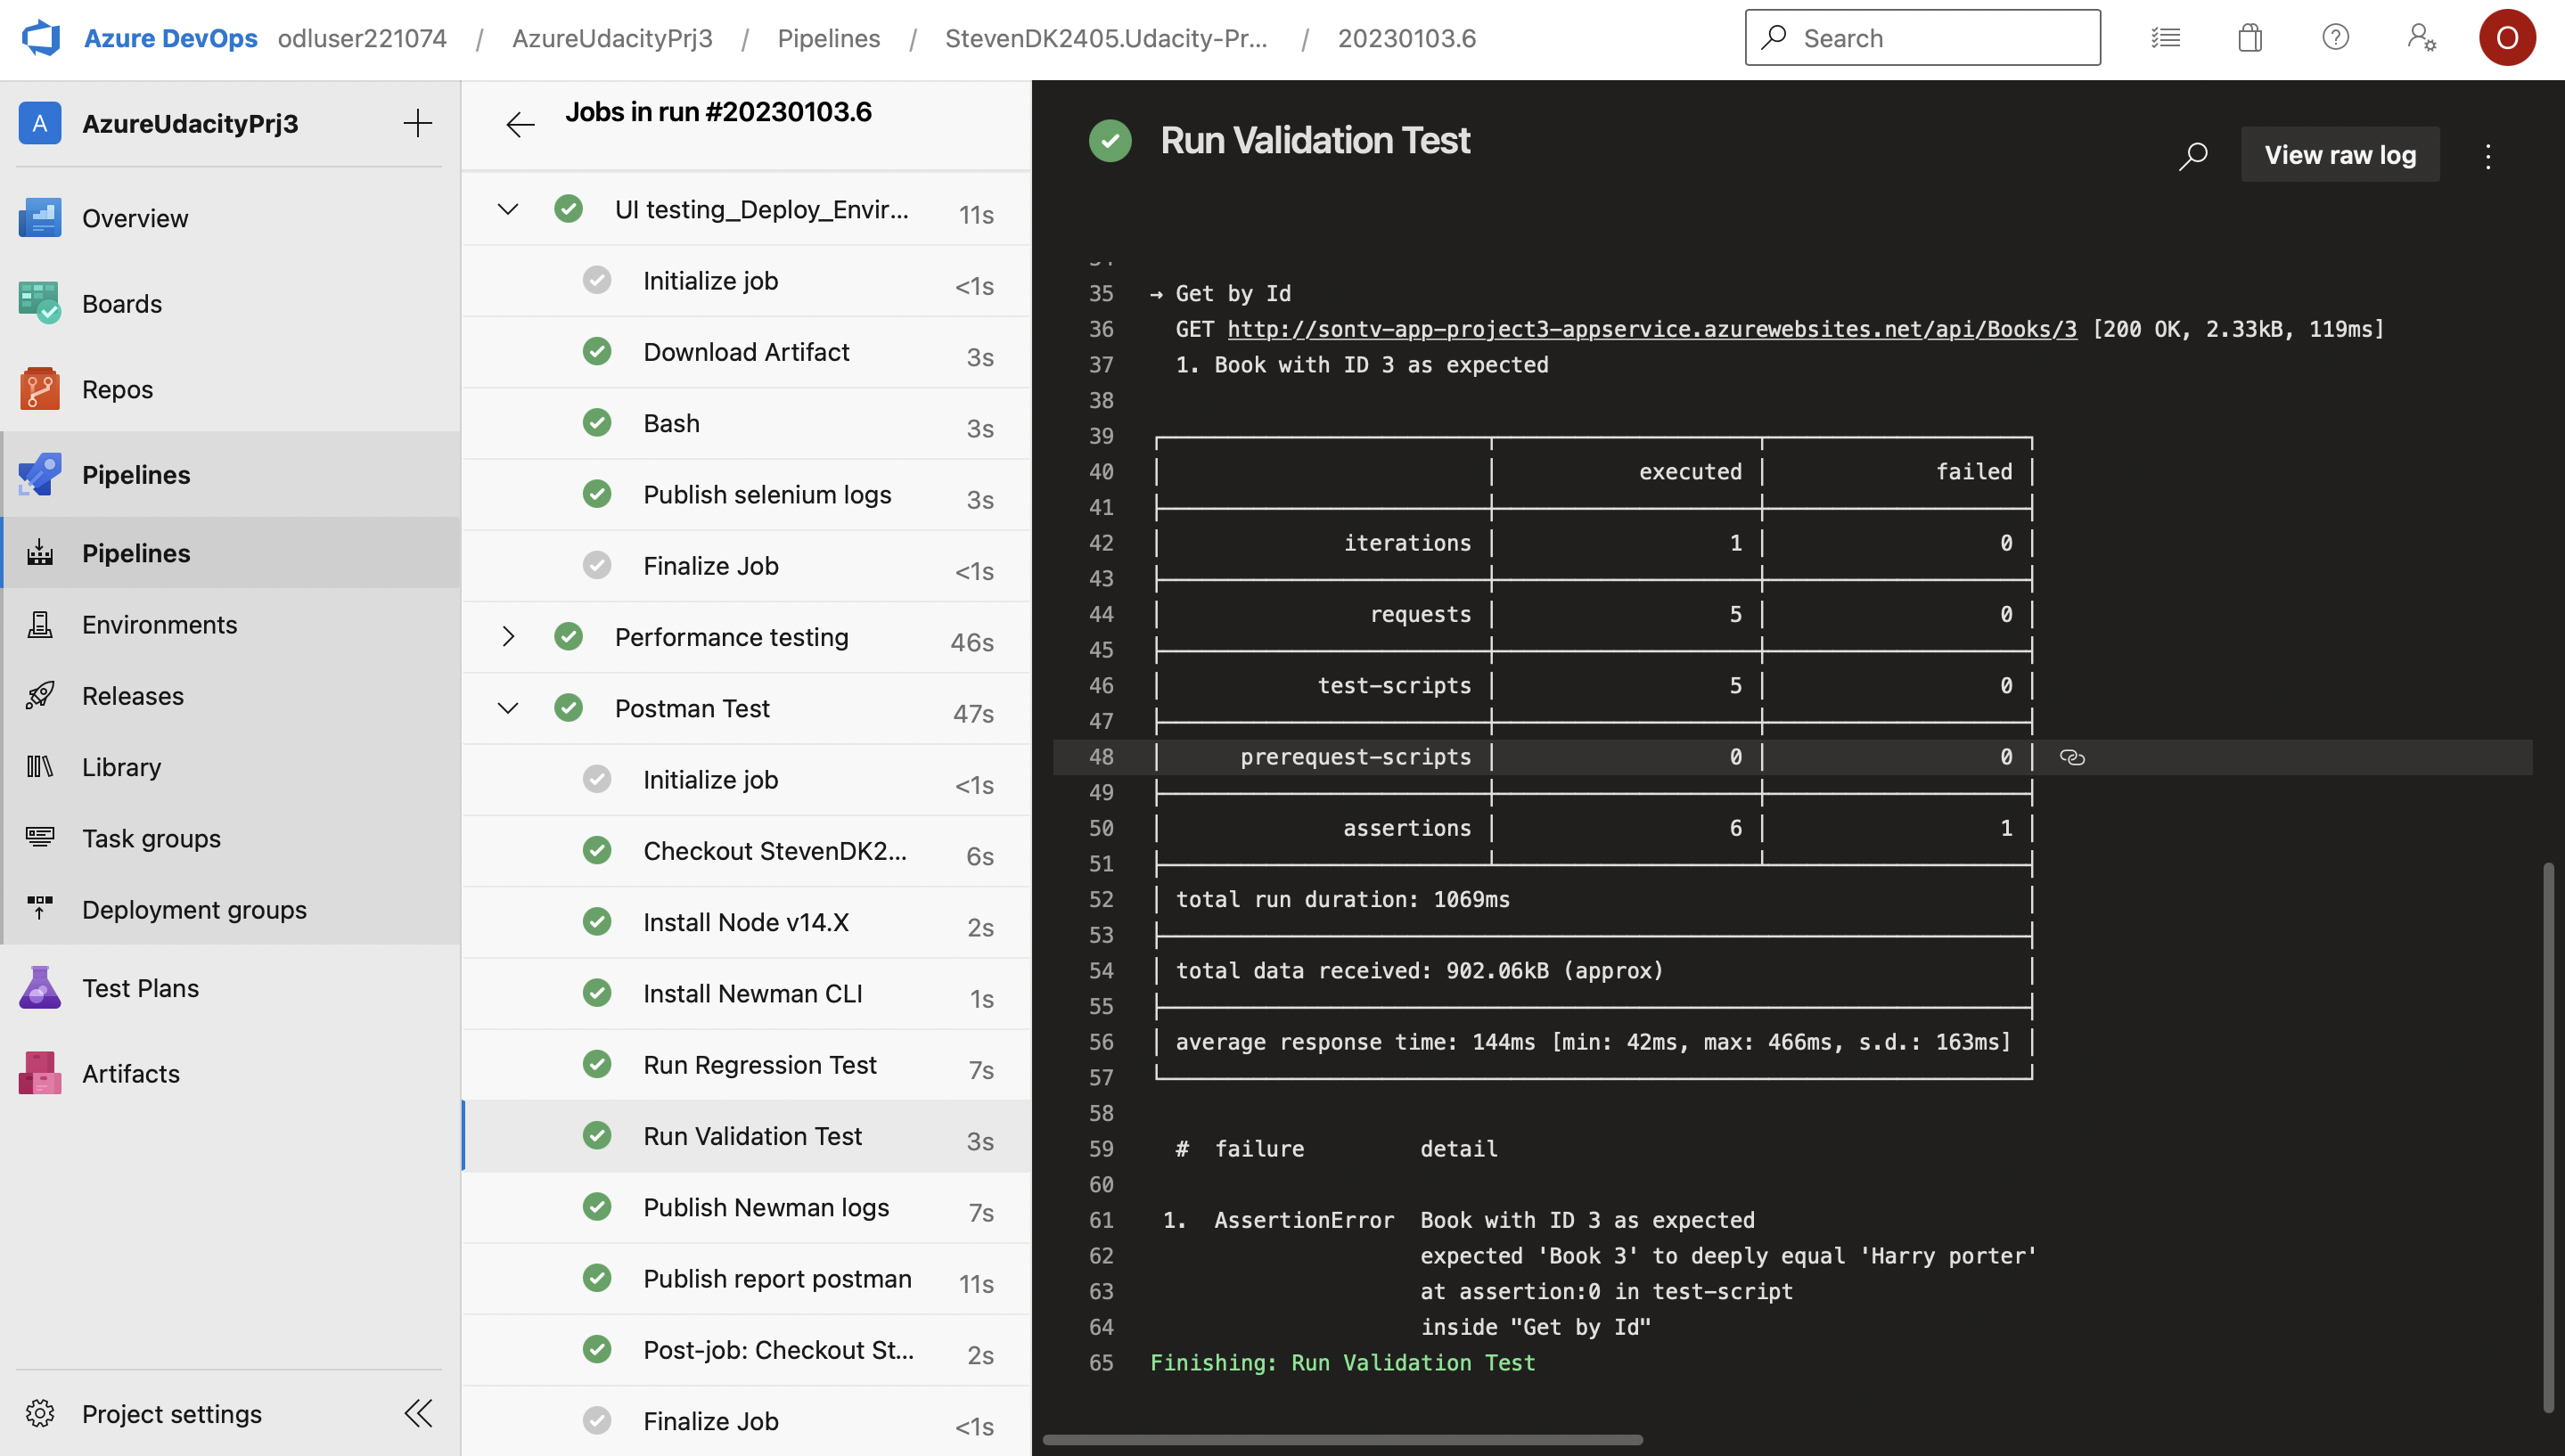 Azure DevOps odluser221074 / AzureUdacityPrj3 / Pipelines / StevenDK2405.Udacity-Pr... / 20230103.6
Search
O
A AzureUdacityPrj3
Overview
Boards
Repos
Pipelines
Pipelines
Environments
Releases
Library
Task groups
Deployment groups
Test Plans
Artifacts
Project settings
Jobs in run #20230103.6
UI testing_Deploy_Envir... 11s
Initialize job <1s
Download Artifact 3s
Bash 3s
Publish selenium logs 3s
Finalize Job <1s
Performance testing 46s
Postman Test 47s
Initialize job <1s
Checkout StevenDK2... 6s
Install Node v14.X 2s
Install Newman CLI 1s
Run Regression Test 7s
Run Validation Test 3s
Publish Newman logs 7s
Publish report postman 11s
Post-job: Checkout St... 2s
Finalize Job <1s
Run Validation Test
View raw log
35 → Get by Id
36 GET http://sontv-app-project3-appservice.azurewebsites.net/api/Books/3 [200 OK, 2.33kB, 119ms]
37 1. Book with ID 3 as expected
38
39
40 executed failed
41
42 iterations 1 0
43
44 requests 5 0
45
46 test-scripts 5 0
47
48 prerequest-scripts 0 0
49
50 assertions 6 1
51
52 total run duration: 1069ms
53
54 total data received: 902.06kB (approx)
55
56 average response time: 144ms [min: 42ms, max: 466ms, s.d.: 163ms]
57
58
59 # failure detail
60
61 1. AssertionError Book with ID 3 as expected
62 expected 'Book 3' to deeply equal 'Harry porter'
63 at assertion:0 in test-script
64 inside "Get by Id"
65 Finishing: Run Validation Test